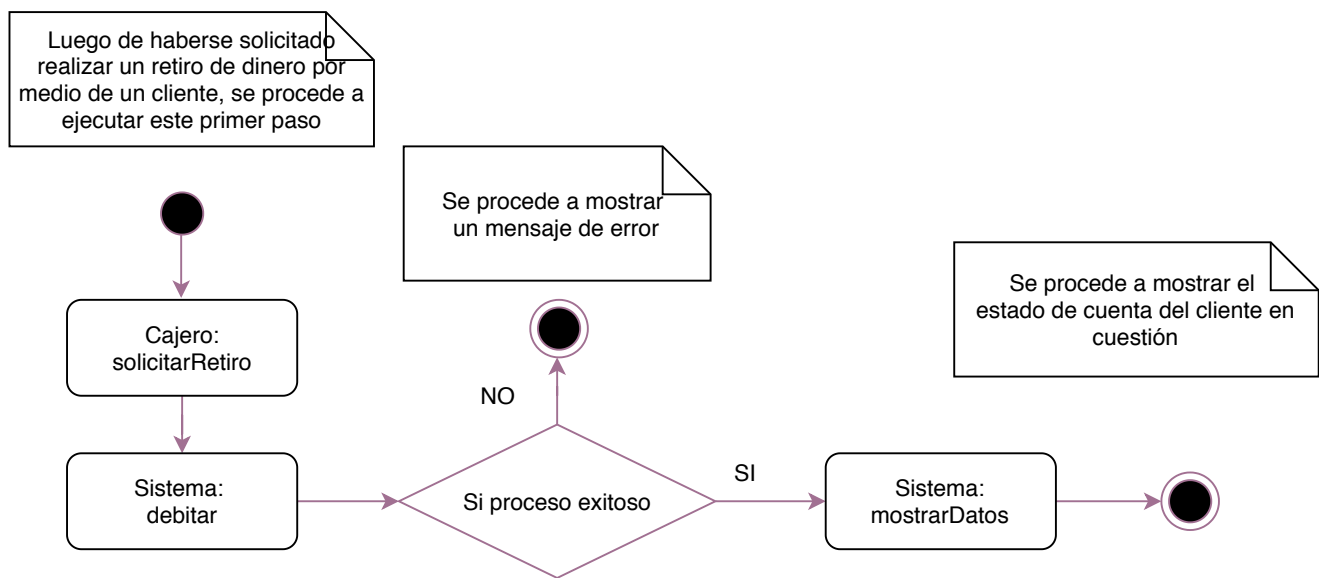 Luego de haberse solicitado
realizar un retiro de dinero por
medio de un cliente, se procede a
ejecutar este primer paso
Se procede a mostrar
un mensaje de error
Se procede a mostrar el
estado de cuenta del cliente en
cuestión
Cajero:
solicitarRetiro
NO
Sistema:
debitar
Si proceso exitoso
SI
Sistema:
mostrarDatos